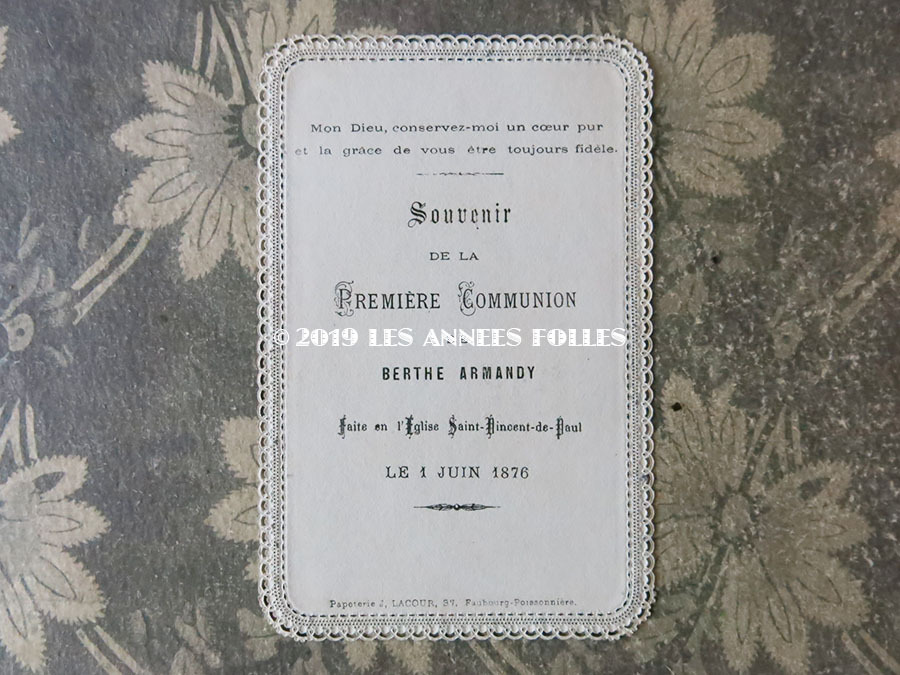 Mon Dieu, conservez-moi un cœur pur
et la grâce de vous être toujours fidèle.
Souvenir
DE LA
PREMIÈRE COMMUNION
© 2019 LES ANNEES FOLLES
BERTHE ARMANDY
Faite en l'Eglise Saint-Vincent-de-Paul
LE 1 JUIN 1876
Papeterie J, LACOUR, 37, Faubourg-Poissonnière.